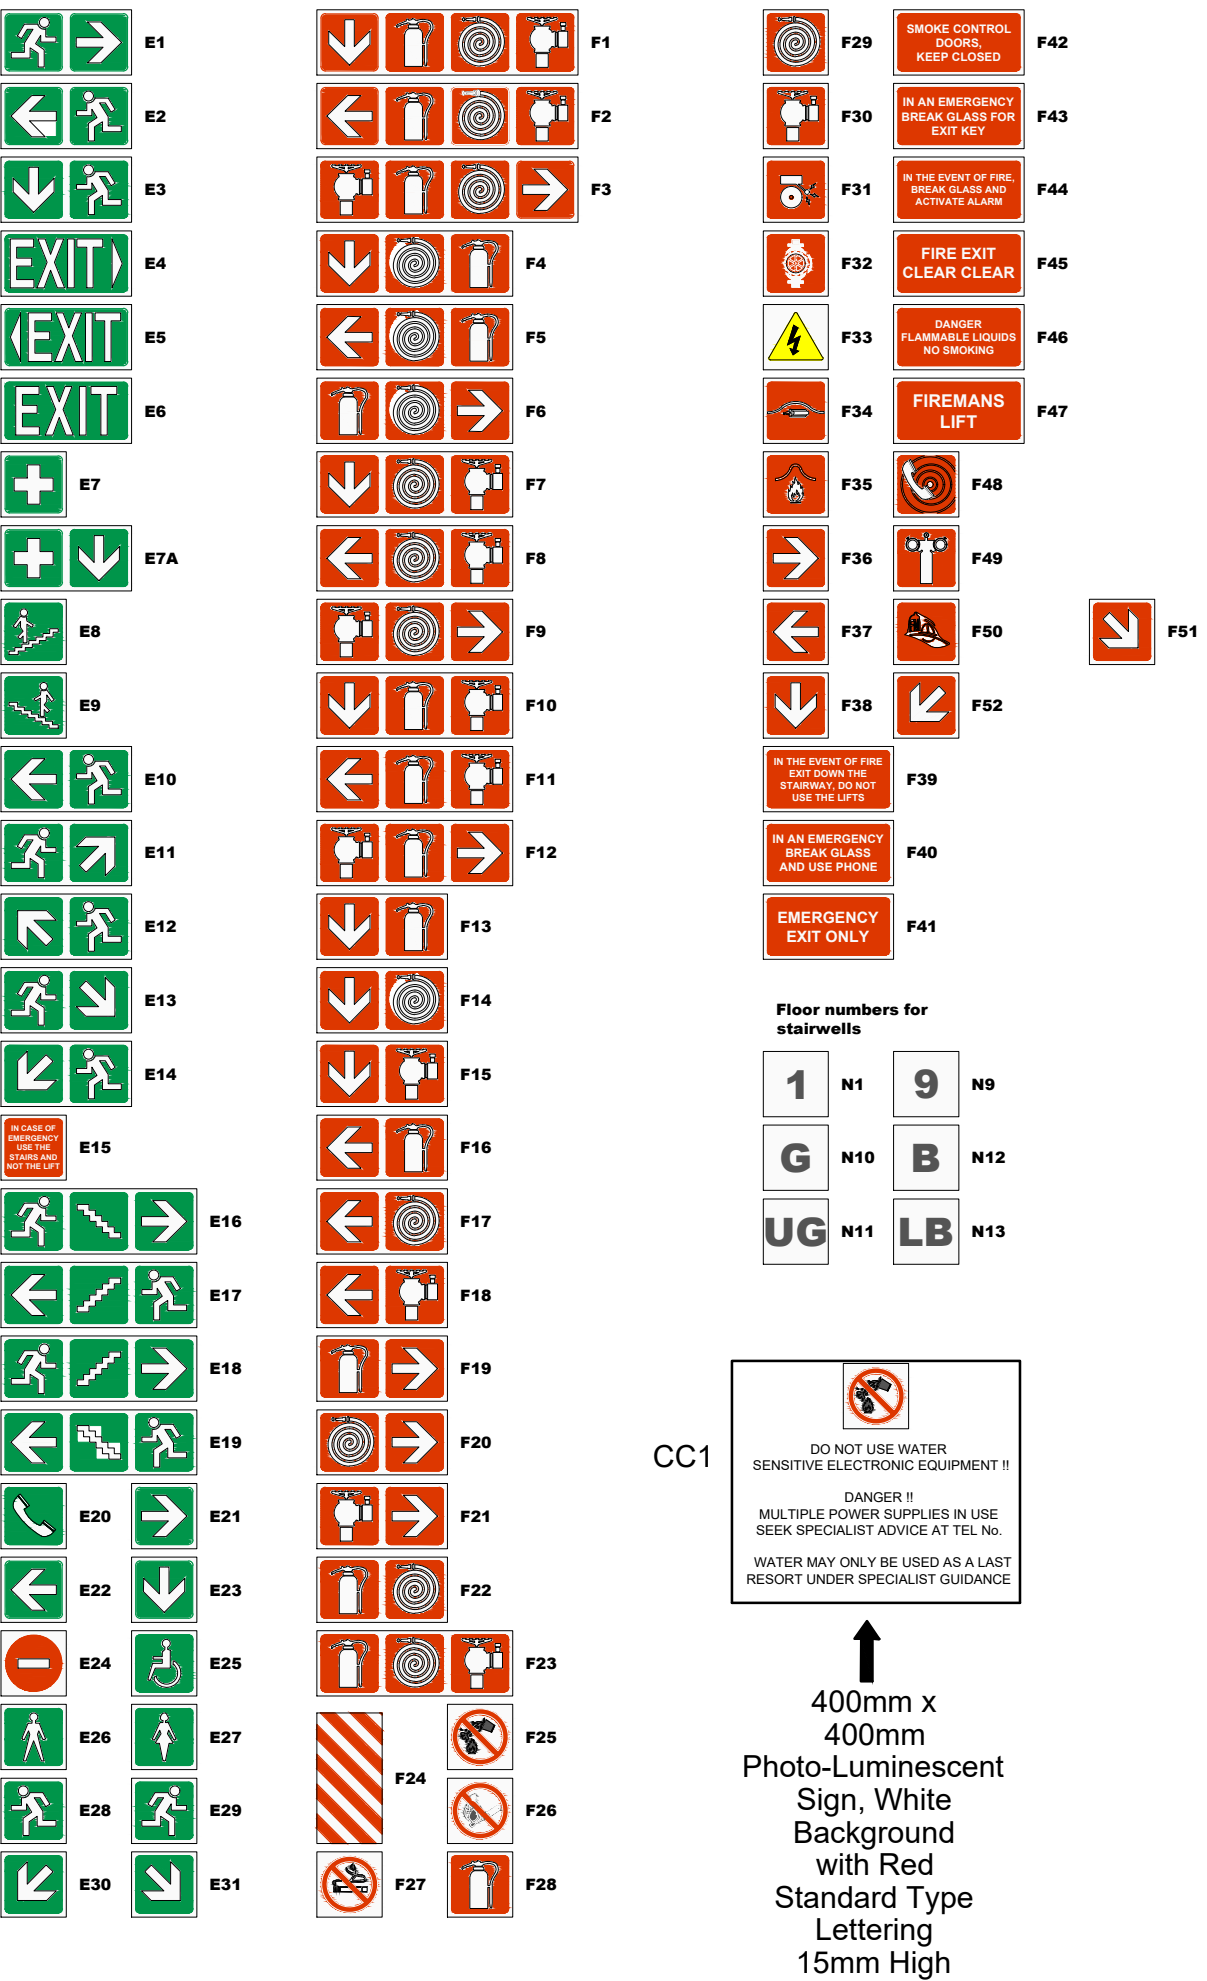 E1
E2
E3
EXIT
E4
EXIT
E5
EXIT
E6
E7
E7A
E8
E9
E10
E11
E12
E13
E14
IN CASE OF
EMERGENCY
USE THE
STAIRS AND
NOT THE LIFT
E15
E16
E17
E18
E19
E20
E21
E22
E23
E24
E25
E26
E27
E28
E29
E30
E31
F1
F2
F3
F4
F5
F6
F7
F8
F9
F10
F11
F12
F13
F14
F15
F16
F17
F18
F19
F20
F21
F22
F23
F24
F25
F26
F27
F28
F29
SMOKE CONTROL
DOORS,
KEEP CLOSED
F42
F30
IN AN EMERGENCY
BREAK GLASS FOR
EXIT KEY
F43
F31
IN THE EVENT OF FIRE,
BREAK GLASS AND
ACTIVATE ALARM
F44
F32
FIRE EXIT
CLEAR CLEAR
F45
F33
DANGER
FLAMMABLE LIQUIDS
NO SMOKING
F46
F34
FIREMANS
LIFT
F47
F35
F48
F36
F49
F37
F50
F51
F38
F52
IN THE EVENT OF FIRE
EXIT DOWN THE
STAIRWAY, DO NOT
USE THE LIFTS
F39
IN AN EMERGENCY
BREAK GLASS
AND USE PHONE
F40
EMERGENCY
EXIT ONLY
F41
Floor numbers for
stairwells
1
N1
9
N9
G
N10
B
N12
UG
N11
LB
N13
CC1
DO NOT USE WATER
SENSITIVE ELECTRONIC EQUIPMENT !!
DANGER !!
MULTIPLE POWER SUPPLIES IN USE
SEEK SPECIALIST ADVICE AT TEL No.
WATER MAY ONLY BE USED AS A LAST
RESORT UNDER SPECIALIST GUIDANCE
400mm x
400mm
Photo-Luminescent
Sign, White
Background
with Red
Standard Type
Lettering
15mm High